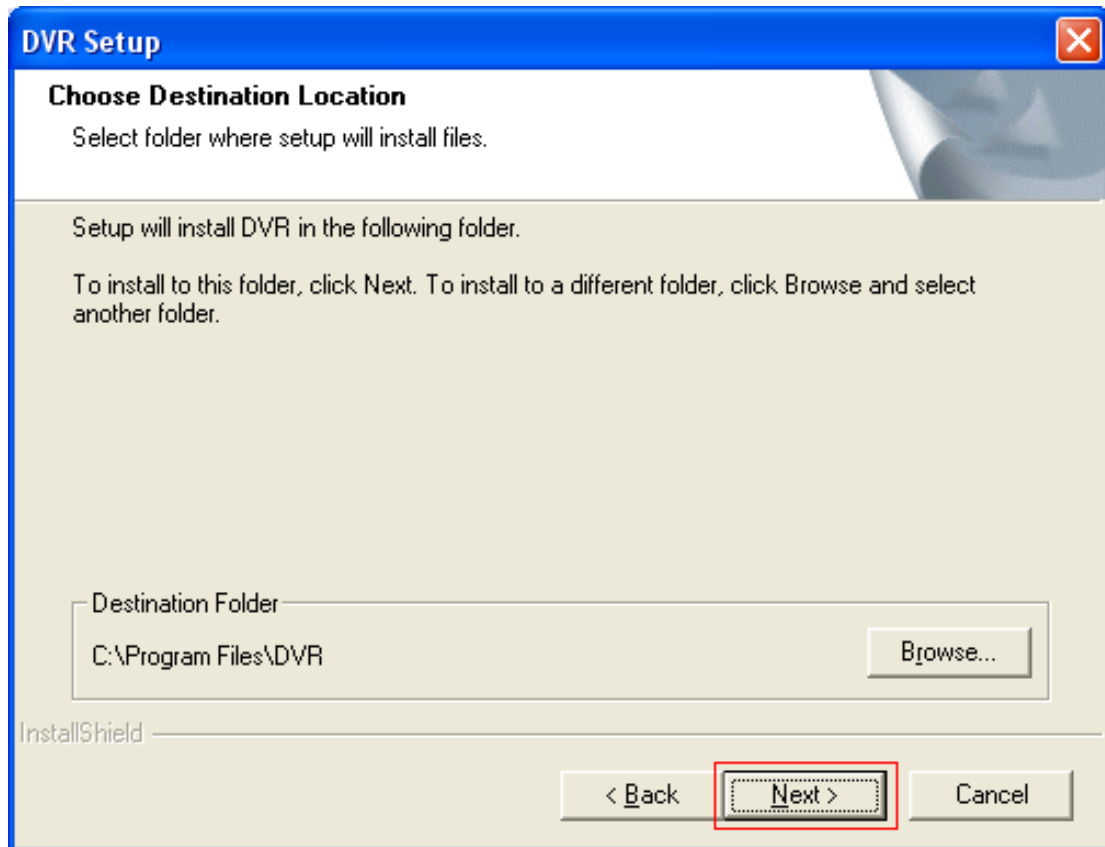 DVR Setup
Choose Destination Location
Select folder where setup will install files.
Setup will install DVR in the following folder.
To install to this folder, click Next. To install to a different folder, click Browse and select
another folder.
Destination Folder
C:\Program Files\DVR
Browse...
InstallShield
< Back
Next >
Cancel